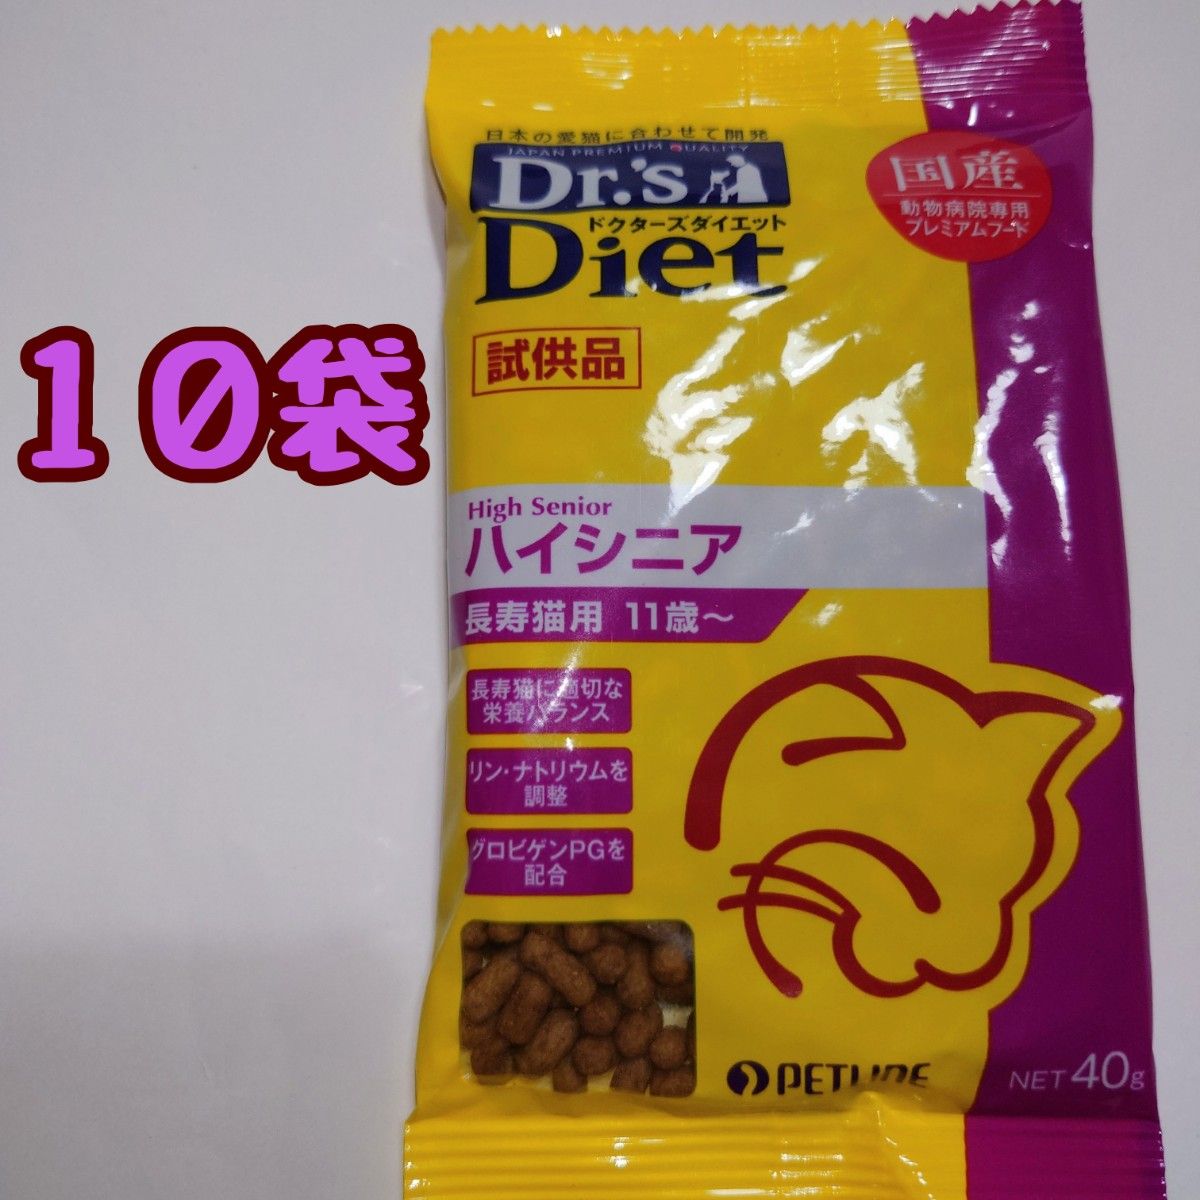 日本の愛猫に合わせて開発
JAPAN PREMIUM QUALITY
Dr.'s
ドクターズダイエット
Diet
国産
動物病院専用
プレミアムフード
試供品
10袋
High Senior
ハイシニア
長寿猫用 11歳～
長寿猫に適切な
栄養バランス
リン・ナトリウムを
調整
グロビゲンPGを
配合
PETLINE
NET 40g